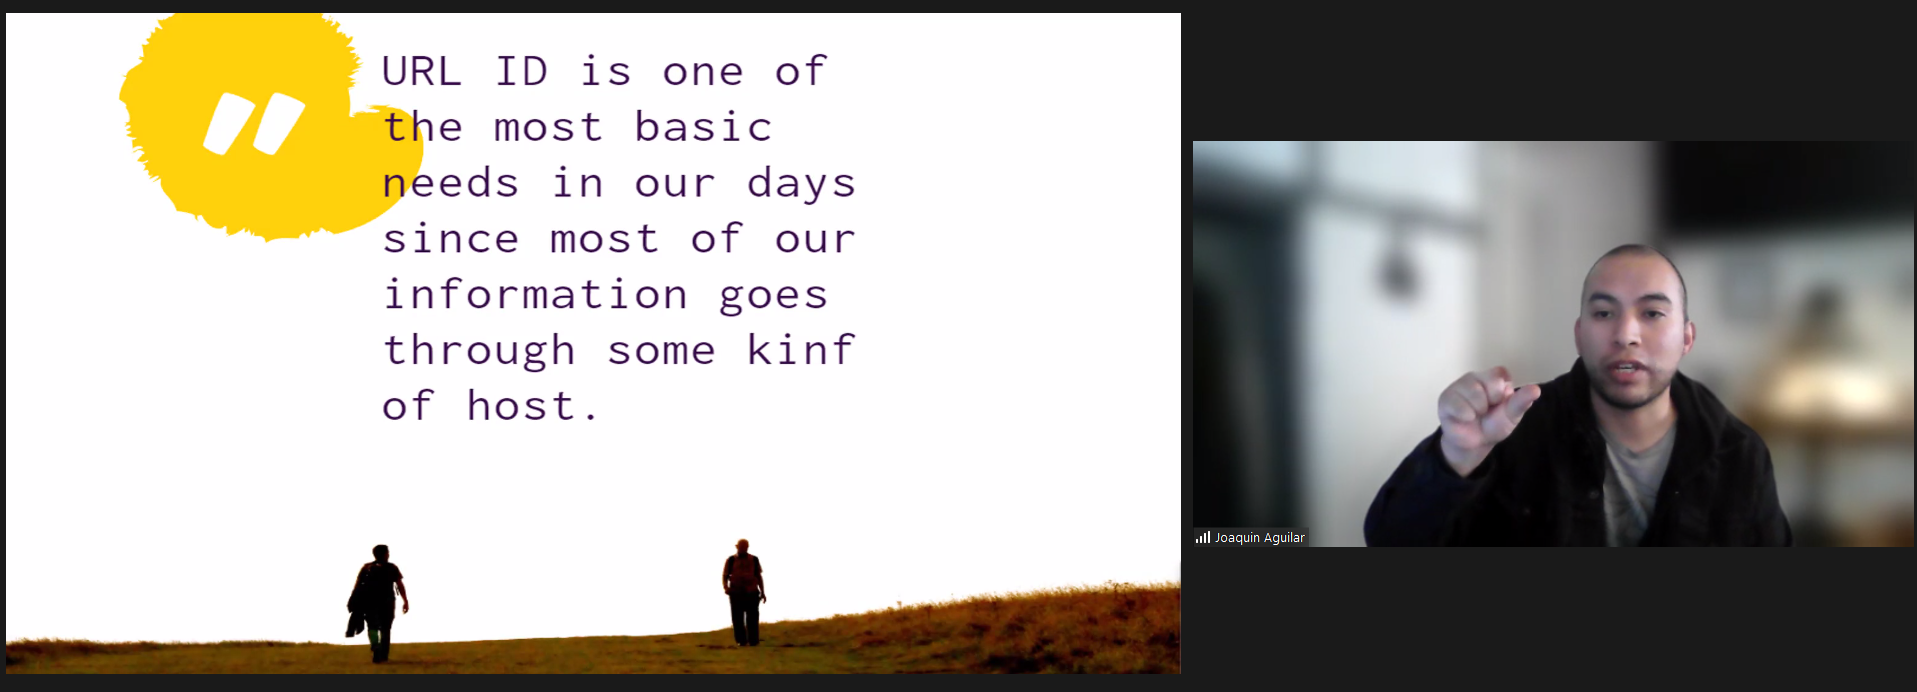 URL ID is one of
the most basic
needs in our days
since most of our
information goes
through some kinf
of host.
Joaquin Aguilar